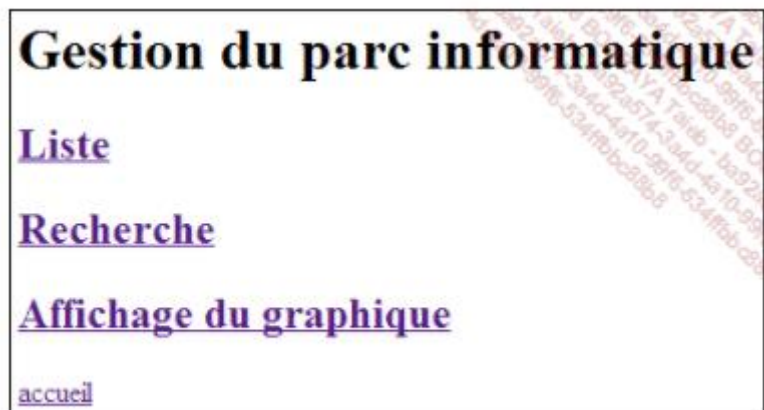 Gestion du parc informatique
Liste
Recherche
Affichage du graphique
accueil